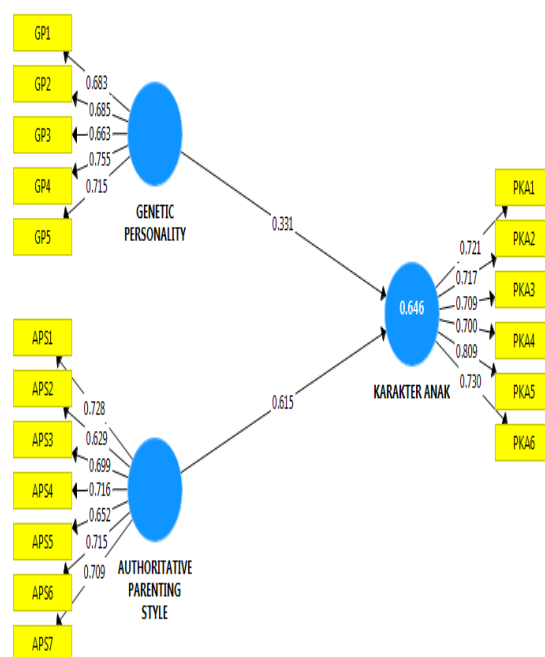 GP1
GP2
GP3
GP4
GP5
0.683
0.685
0.663
0.755
0.715
GENETIC
PERSONALITY
0.331
APS1
APS2
APS3
APS4
APS5
APS6
APS7
0.728
0.629
0.699
0.716
0.652
0.715
0.709
AUTHORITATIVE
PARENTING
STYLE
0.615
0.646
KARAKTER ANAK
0.721
0.717
0.709
0.700
0.809
0.730
PKA1
PKA2
PKA3
PKA4
PKA5
PKA6